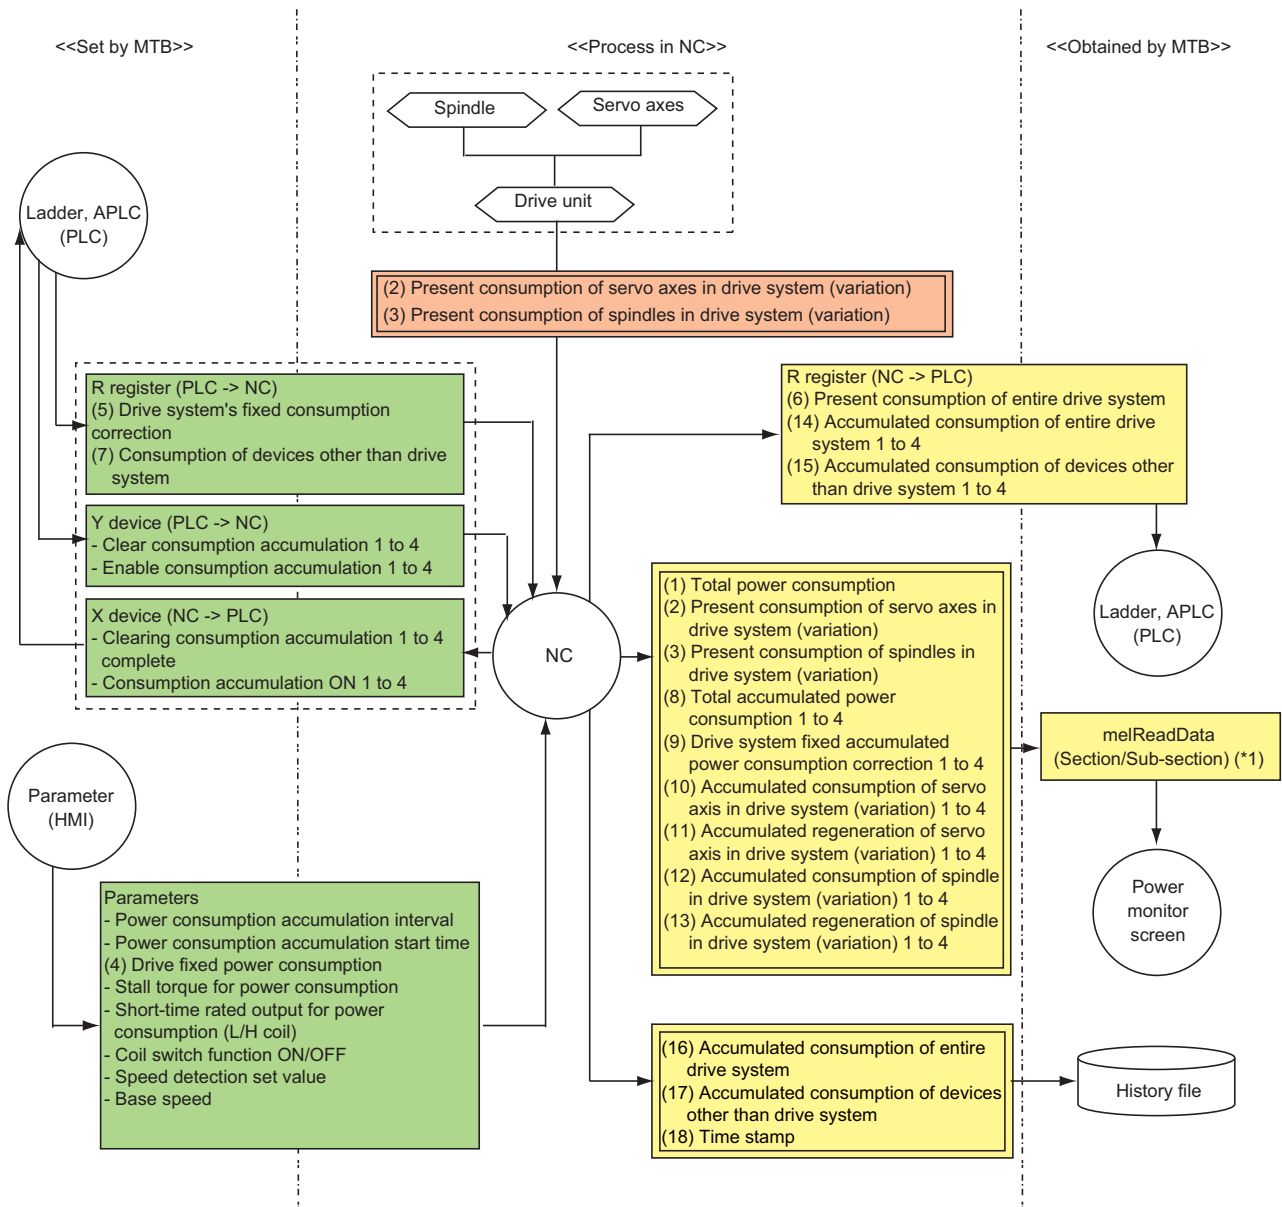 <<Set by MTB>>
<<Process in NC>>
<<Obtained by MTB>>
Spindle
Servo axes
Drive unit
Ladder, APLC
(PLC)
(2) Present consumption of servo axes in drive system (variation)
(3) Present consumption of spindles in drive system (variation)
R register (PLC -> NC)
(5) Drive system's fixed consumption
correction
(7) Consumption of devices other than drive
system
Y device (PLC -> NC)
- Clear consumption accumulation 1 to 4
- Enable consumption accumulation 1 to 4
X device (NC -> PLC)
- Clearing consumption accumulation 1 to 4
complete
- Consumption accumulation ON 1 to 4
NC
R register (NC -> PLC)
(6) Present consumption of entire drive system
(14) Accumulated consumption of entire drive
system 1 to 4
(15) Accumulated consumption of devices other
than drive system 1 to 4
Ladder, APLC
(PLC)
(1) Total power consumption
(2) Present consumption of servo axes in
drive system (variation)
(3) Present consumption of spindles in
drive system (variation)
(8) Total accumulated power
consumption 1 to 4
(9) Drive system fixed accumulated
power consumption correction 1 to 4
(10) Accumulated consumption of servo
axis in drive system (variation) 1 to 4
(11) Accumulated regeneration of servo
axis in drive system (variation) 1 to 4
(12) Accumulated consumption of spindle
in drive system (variation) 1 to 4
(13) Accumulated regeneration of spindle
in drive system (variation) 1 to 4
melReadData
(Section/Sub-section) (*1)
Power
monitor
screen
Parameter
(HMI)
Parameters
- Power consumption accumulation interval
- Power consumption accumulation start time
(4) Drive fixed power consumption
- Stall torque for power consumption
- Short-time rated output for power
consumption (L/H coil)
- Coil switch function ON/OFF
- Speed detection set value
- Base speed
(16) Accumulated consumption of entire
drive system
(17) Accumulated consumption of devices
other than drive system
(18) Time stamp
History file